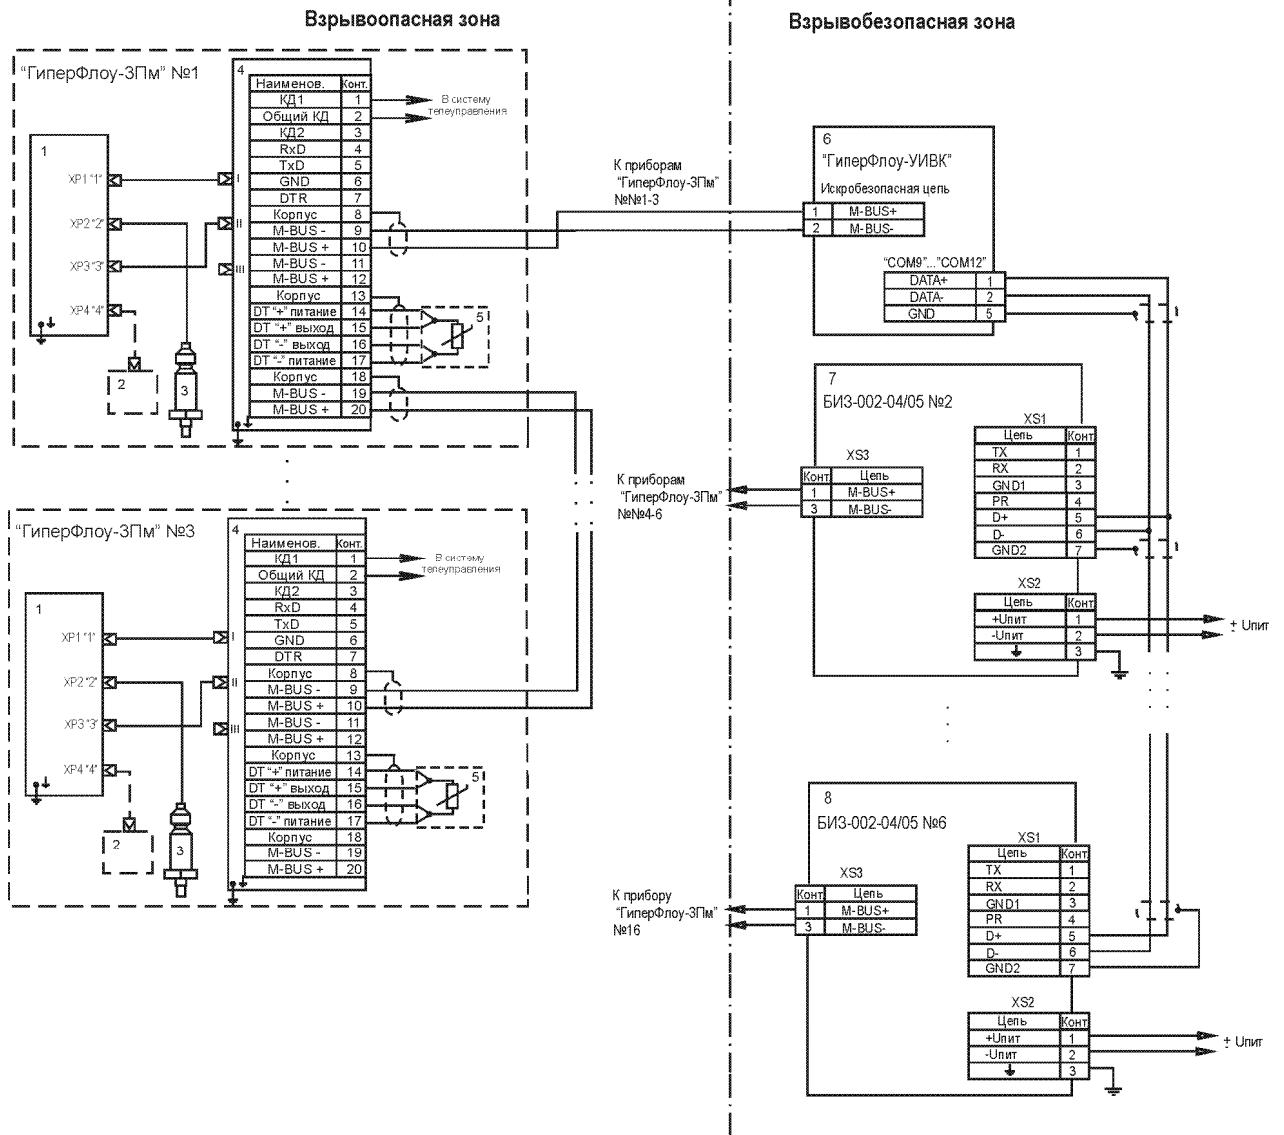 Взрывоопасная зона
Взрывобезопасная зона
"ГиперФлоу-3Пм" №1
1
XP1 "1"
XP2 "2"
XP3 "3"
XP4 "4"
2
3
4
I
II
III
Наименов. Конт.
КД1 1
Общий КД 2
КД2 3
RxD 4
TxD 5
GND 6
DTR 7
Корпус 8
M-BUS - 9
M-BUS + 10
M-BUS - 11
M-BUS + 12
Корпус 13
DT "+" питание 14
DT "+" выход 15
DT "-" выход 16
DT "-" питание 17
Корпус 18
M-BUS - 19
M-BUS + 20
В систему
телеуправления
5
"ГиперФлоу-3Пм" №3
1
XP1 "1"
XP2 "2"
XP3 "3"
XP4 "4"
2
3
4
I
II
III
Наименов. Конт.
КД1 1
Общий КД 2
КД2 3
RxD 4
TxD 5
GND 6
DTR 7
Корпус 8
M-BUS - 9
M-BUS + 10
M-BUS - 11
M-BUS + 12
Корпус 13
DT "+" питание 14
DT "+" выход 15
DT "-" выход 16
DT "-" питание 17
Корпус 18
M-BUS - 19
M-BUS + 20
В систему
телеуправления
5
К приборам
"ГиперФлоу-3Пм"
№№1-3
6
"ГиперФлоу-УИВК"
Искробезопасная цепь
1 M-BUS+
2 M-BUS-
"COM9"..."COM12"
DATA+ 1
DATA- 2
GND 5
К приборам
"ГиперФлоу-3Пм"
№№4-6
7
БИЗ-002-04/05 №2
XS3
Конт Цепь
1 M-BUS+
3 M-BUS-
XS1
Цепь Конт
TX 1
RX 2
GND1 3
PR 4
D+ 5
D- 6
GND2 7
XS2
Цепь Конт
+Uпит 1
-Uпит 2
3
± Uпит
К прибору
"ГиперФлоу-3Пм"
№16
8
БИЗ-002-04/05 №6
XS3
Конт Цепь
1 M-BUS+
3 M-BUS-
XS1
Цепь Конт
TX 1
RX 2
GND1 3
PR 4
D+ 5
D- 6
GND2 7
XS2
Цепь Конт
+Uпит 1
-Uпит 2
3
± Uпит